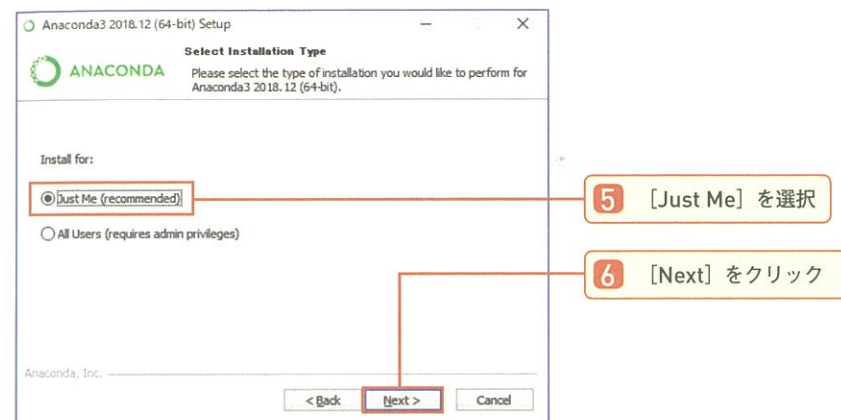 Anaconda3 2018.12 (64-bit) Setup
ANACONDA
Select Installation Type
Please select the type of installation you would like to perform for
Anaconda3 2018.12 (64-bit).
Install for:
Just Me (recommended)
All Users (requires admin privileges)
5 [Just Me] を選択
6 [Next] をクリック
Anaconda, Inc.
< Back
Next >
Cancel